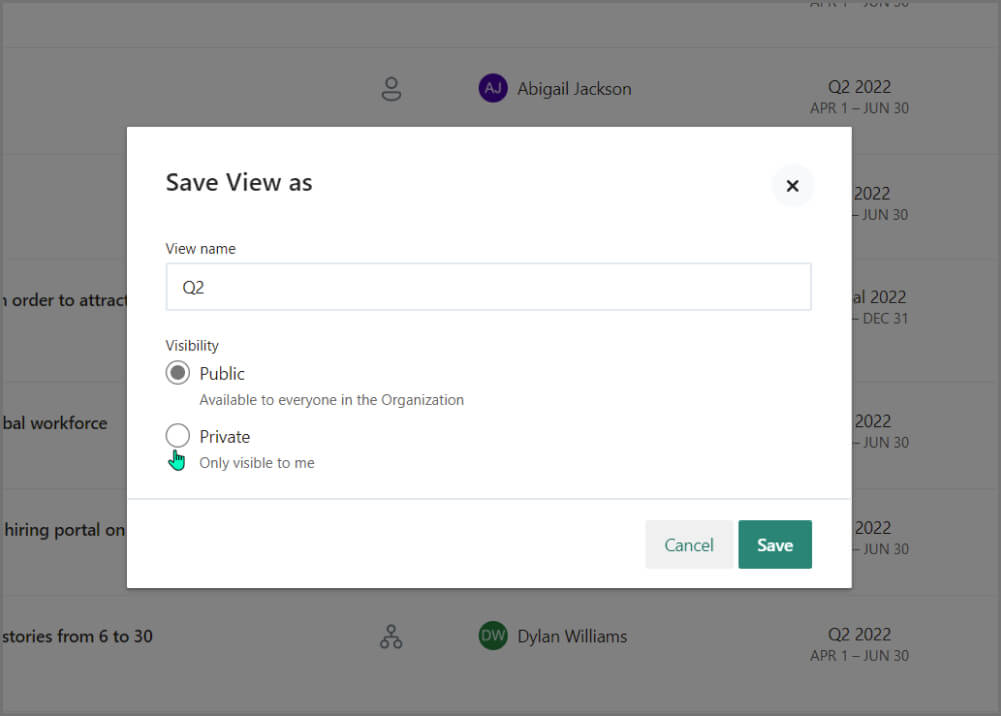 APR 1 – JUN 30
AJ Abigail Jackson
Q2 2022
APR 1 – JUN 30
Save View as
2022
– JUN 30
View name
Q2
order to attract
al 2022
– DEC 31
Visibility
Public
Available to everyone in the Organization
bal workforce
2022
– JUN 30
Private
Only visible to me
hiring portal on
2022
– JUN 30
Cancel
Save
stories from 6 to 30
DW Dylan Williams
Q2 2022
APR 1 – JUN 30